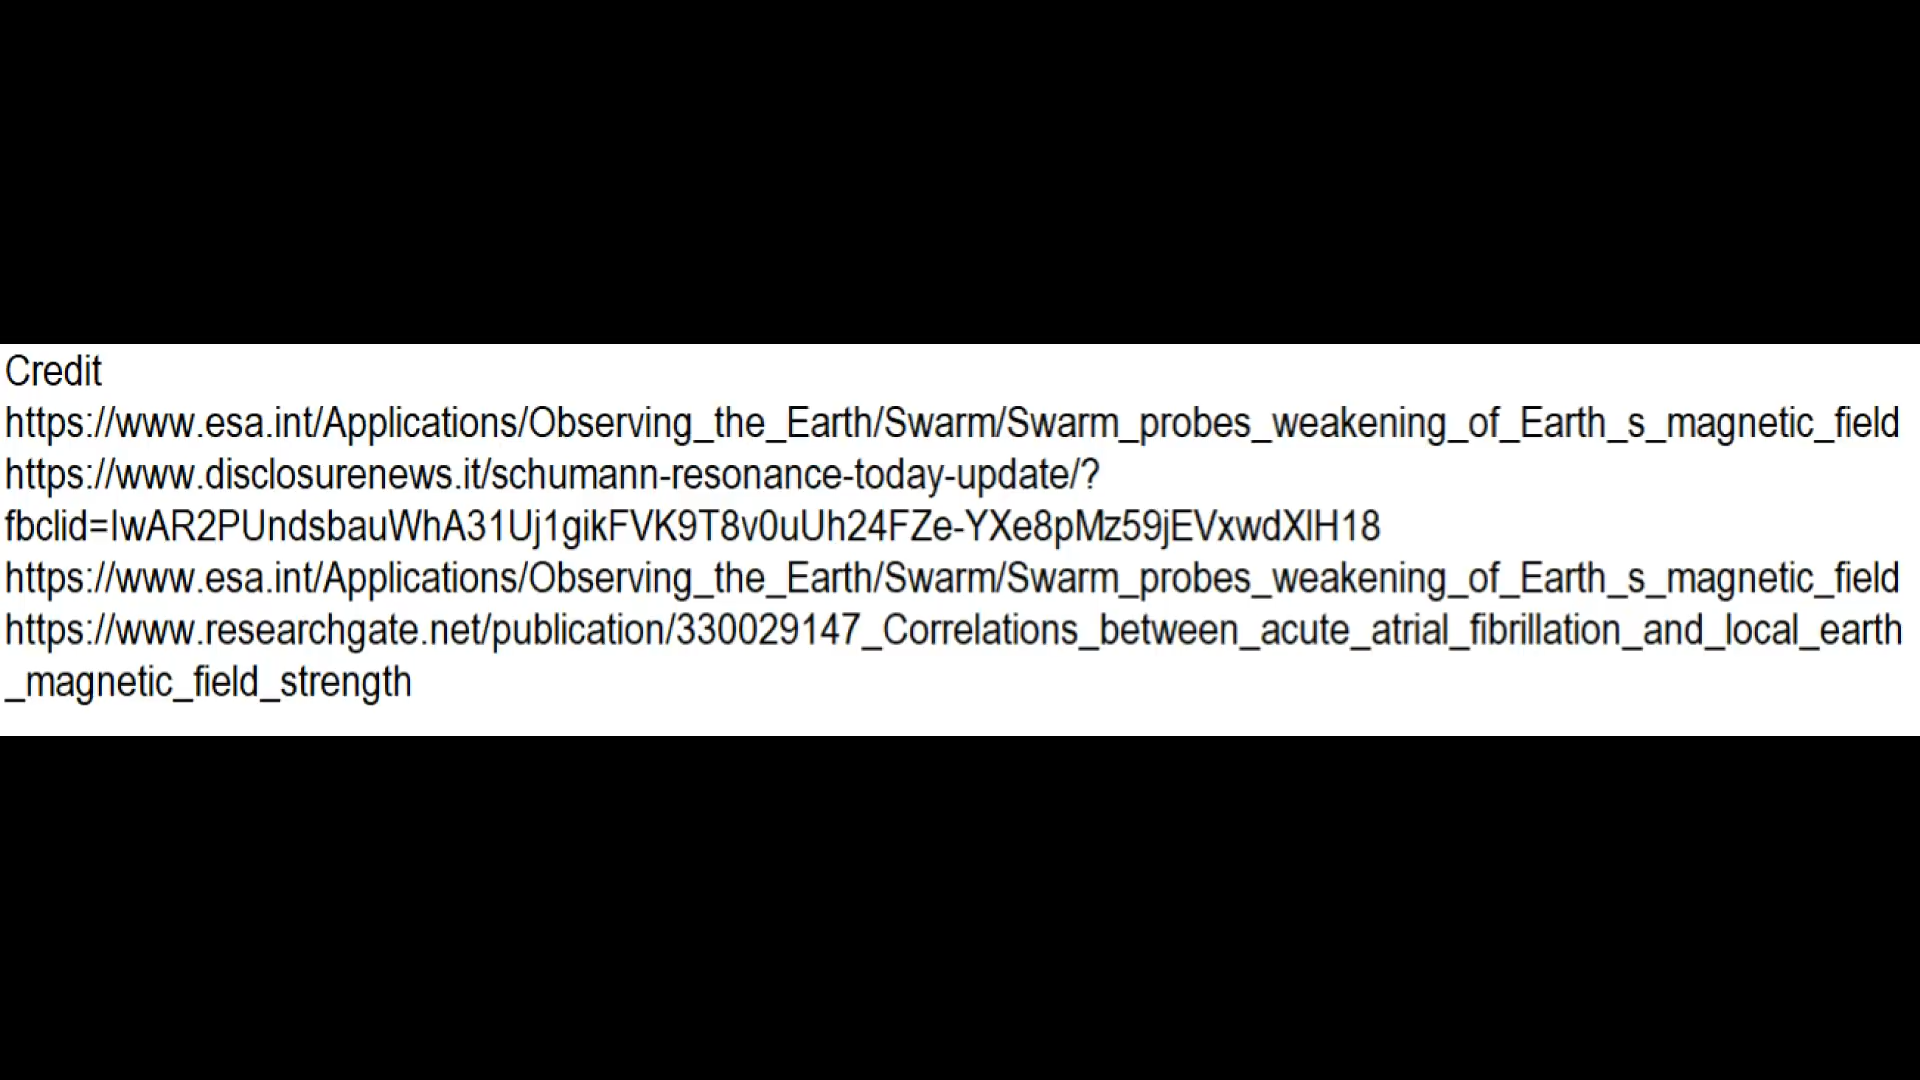 Credit
https://www.esa.int/Applications/Observing_the_Earth/Swarm/Swarm_probes_weakening_of_Earth_s_magnetic_field
https://www.disclosurenews.it/schumann-resonance-today-update/?
fbclid=IwAR2PUndsbauWhA31Uj1gikFVK9T8v0uUh24FZe-YXe8pMz59jEVxwdXlH18
https://www.esa.int/Applications/Observing_the_Earth/Swarm/Swarm_probes_weakening_of_Earth_s_magnetic_field
https://www.researchgate.net/publication/330029147_Correlations_between_acute_atrial_fibrillation_and_local_earth
_magnetic_field_strength